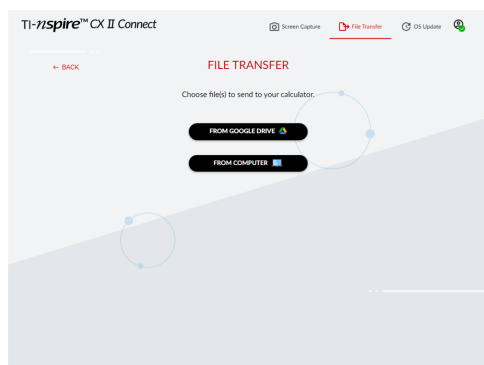 TI-nspire™ CX II Connect
Screen Capture
File Transfer
OS Update
← BACK
FILE TRANSFER
Choose file(s) to send to your calculator.
FROM GOOGLE DRIVE
FROM COMPUTER